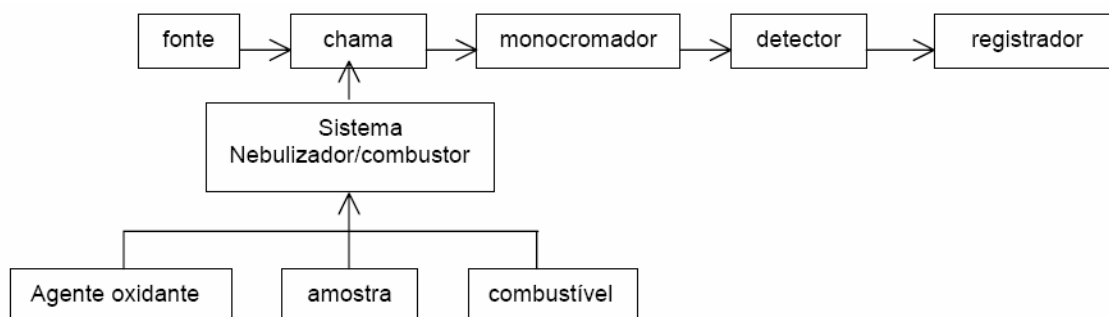 fonte
chama
monocromador
detector
registrador
Sistema
Nebulizador/combustor
Agente oxidante
amostra
combustível